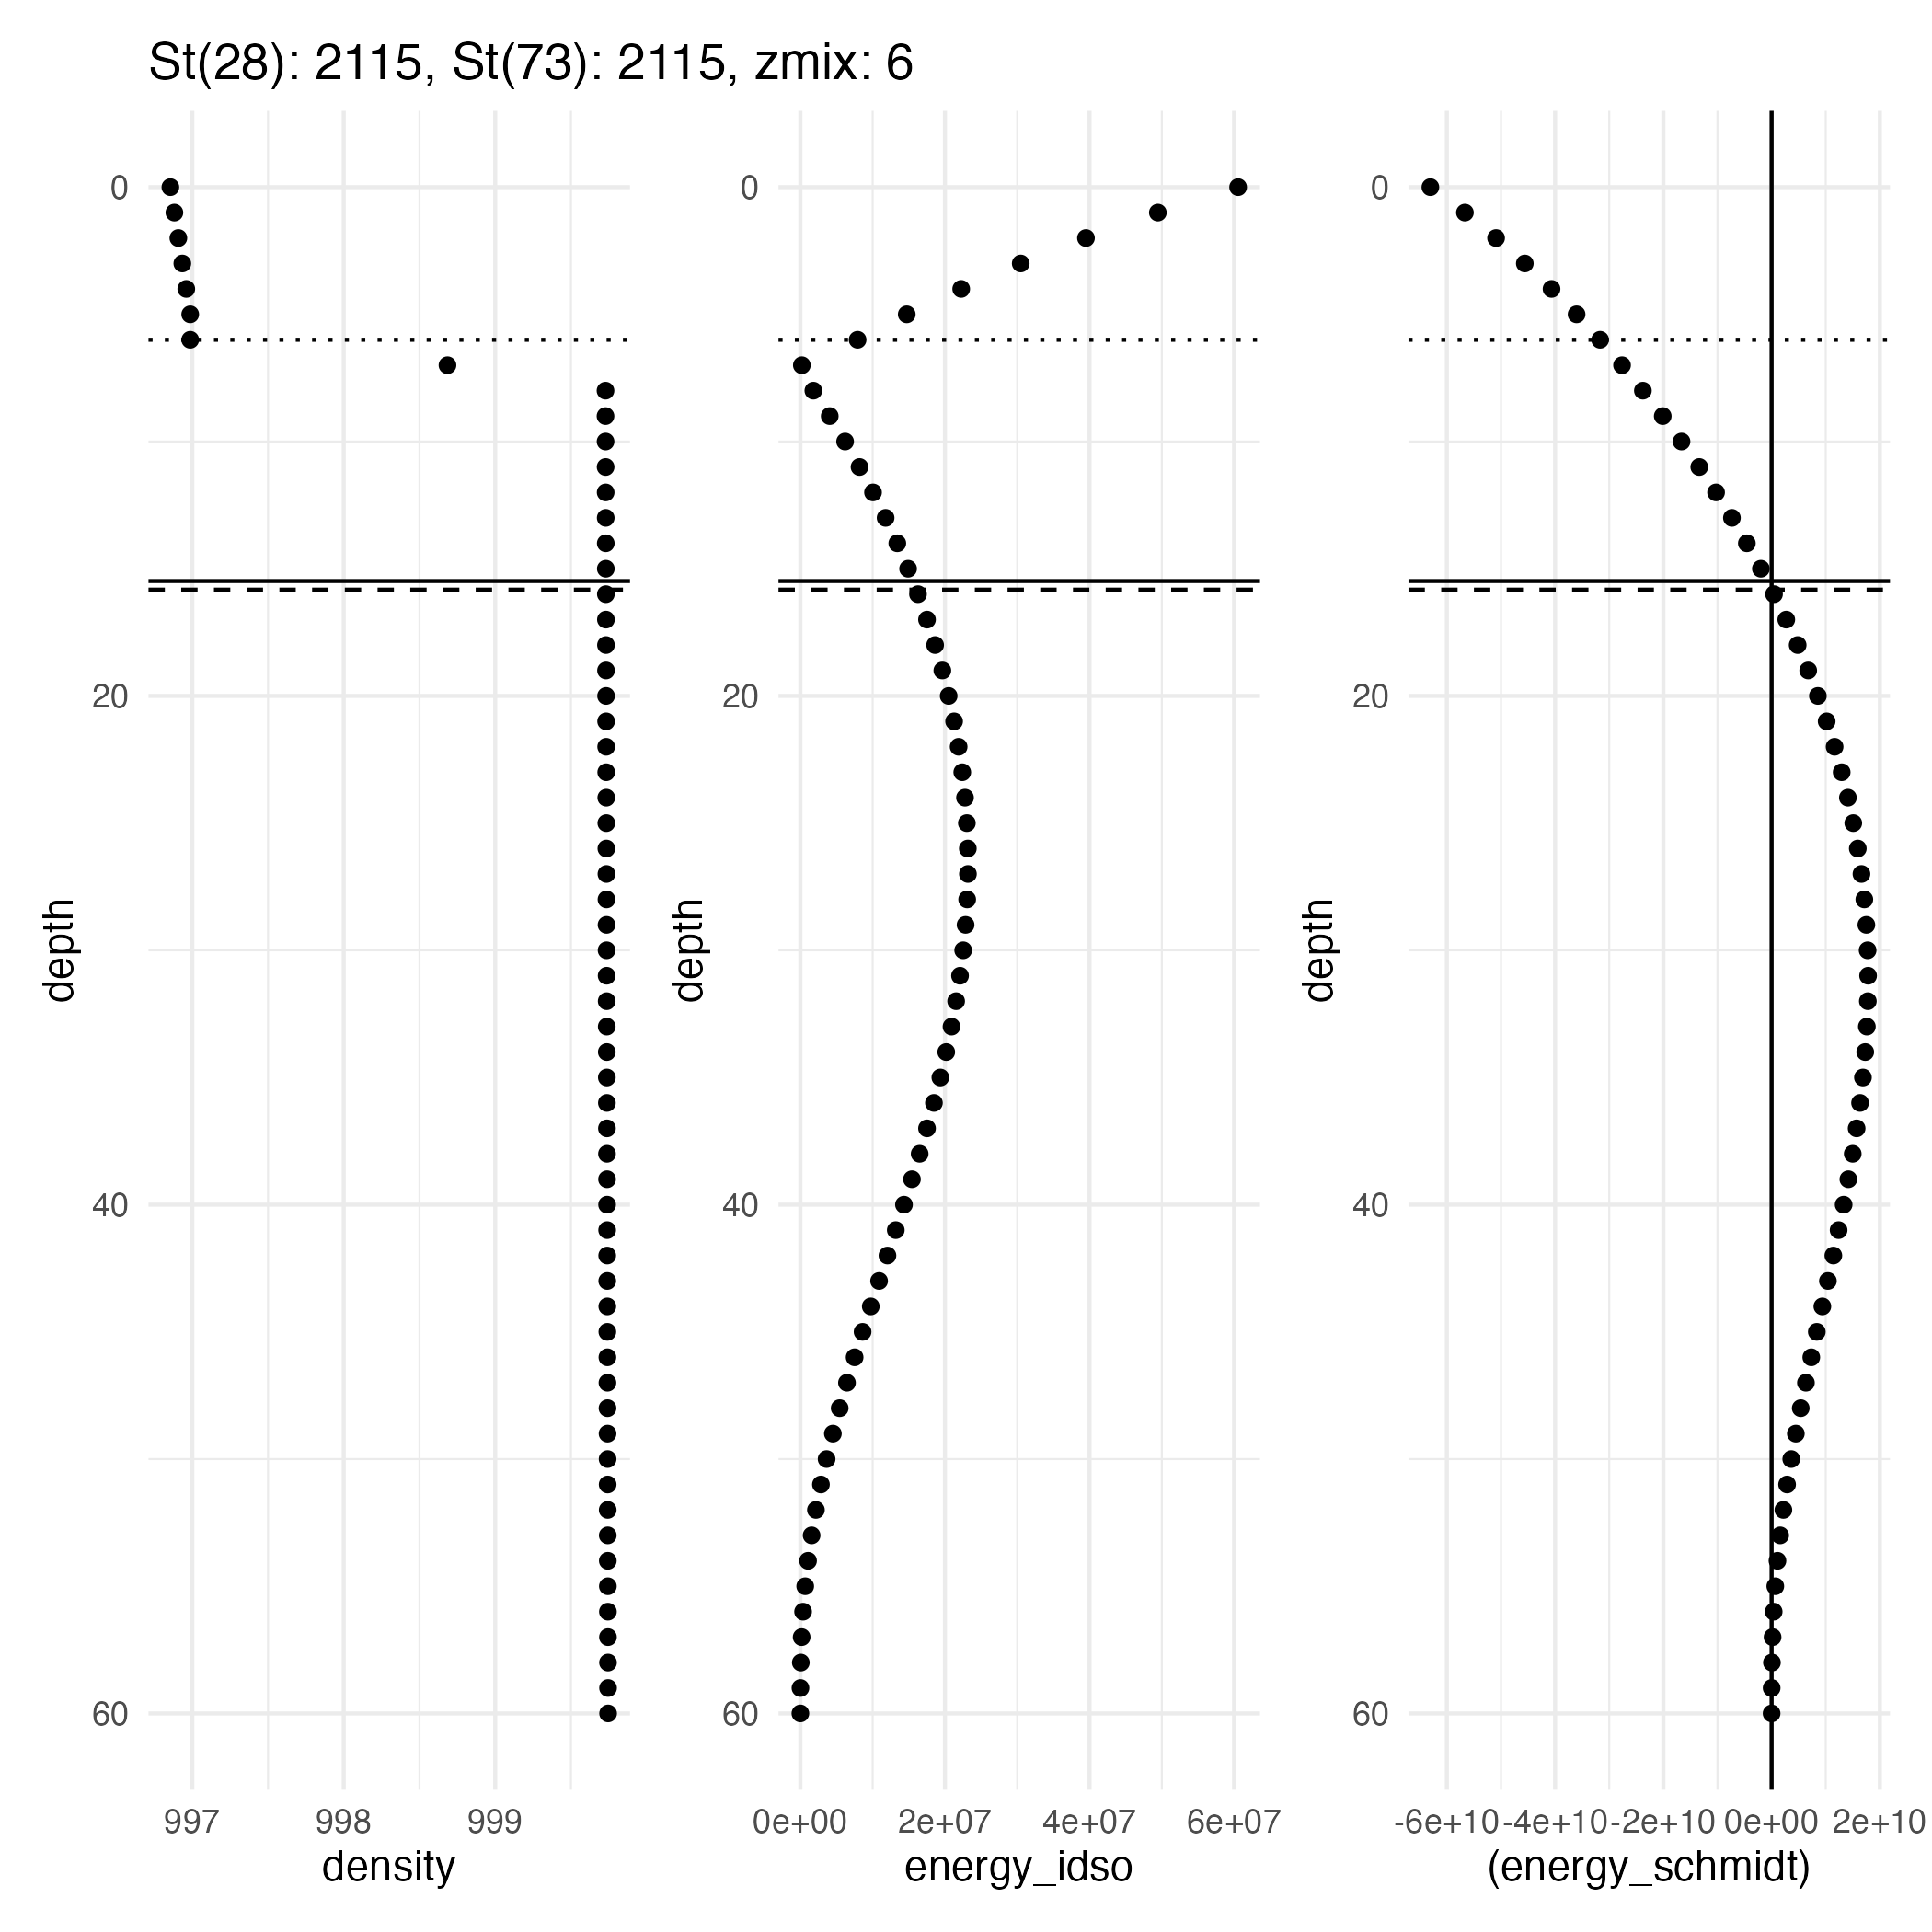 St(28): 2115, St(73): 2115, zmix: 6
0
20
40
60
depth
997 998 999
density
0
20
40
60
depth
0e+00 2e+07 4e+07 6e+07
energy_idso
0
20
40
60
depth
-6e+10 -4e+10 -2e+10 0e+00 2e+10
(energy_schmidt)